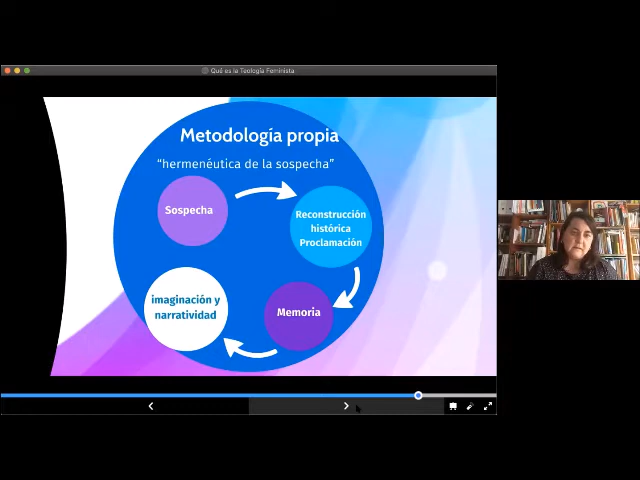 Qué es la Teología Feminista
Metodología propia
“hermenéutica de la sospecha”
Sospecha
Reconstrucción
histórica
Proclamación
Memoria
imaginación y
narratividad